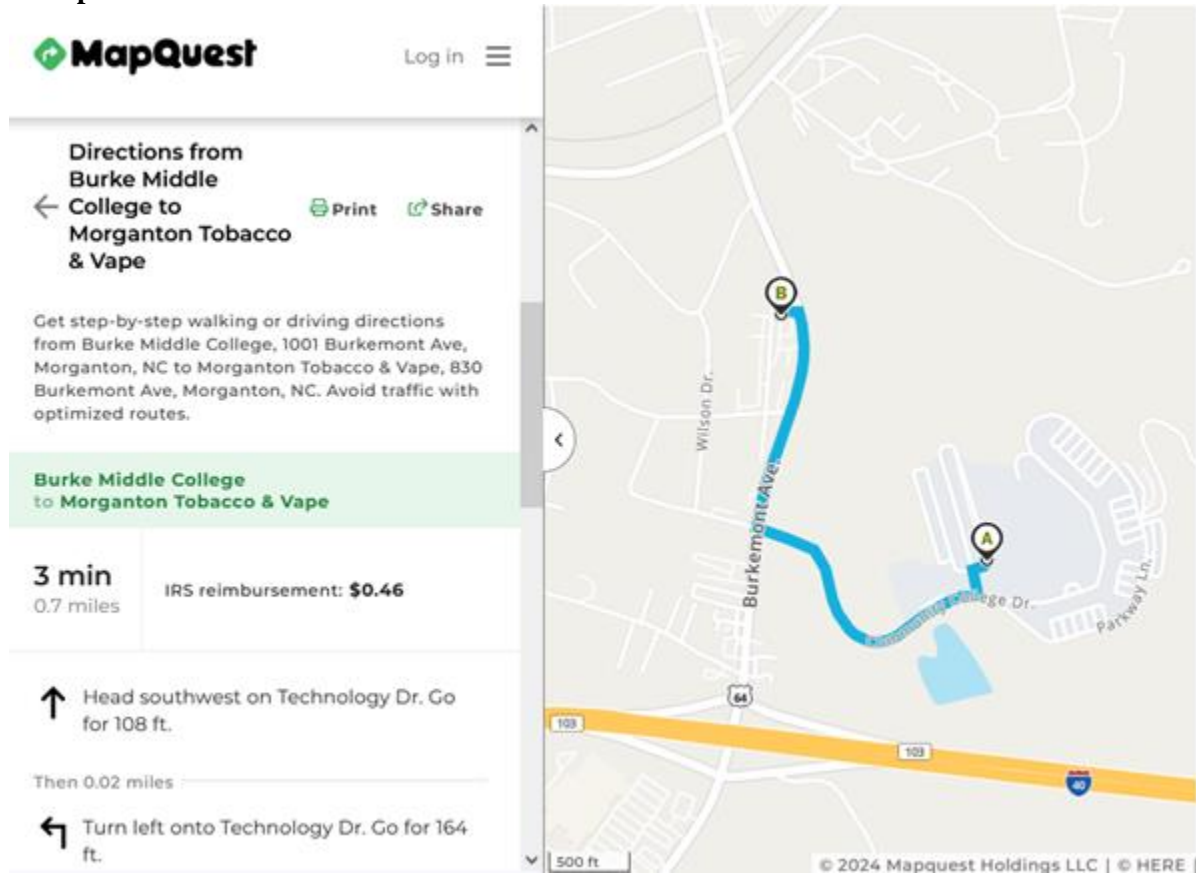 MapQuest
Log in
Directions from
Burke Middle
College to
Morganton Tobacco
& Vape
Print
Share
Get step-by-step walking or driving directions
from Burke Middle College, 1001 Burkemont Ave,
Morganton, NC to Morganton Tobacco & Vape, 830
Burkemont Ave, Morganton, NC. Avoid traffic with
optimized routes.
Burke Middle College
to Morganton Tobacco & Vape
3 min
0.7 miles
IRS reimbursement: $0.46
Head southwest on Technology Dr. Go
for 108 ft.
Then 0.02 miles
Turn left onto Technology Dr. Go for 164
ft.
B
Wilson Dr.
Burkemont Ave.
A
Community College Dr.
Parkway Ln.
64
103
103
40
500 ft
© 2024 Mapquest Holdings LLC | © HERE |